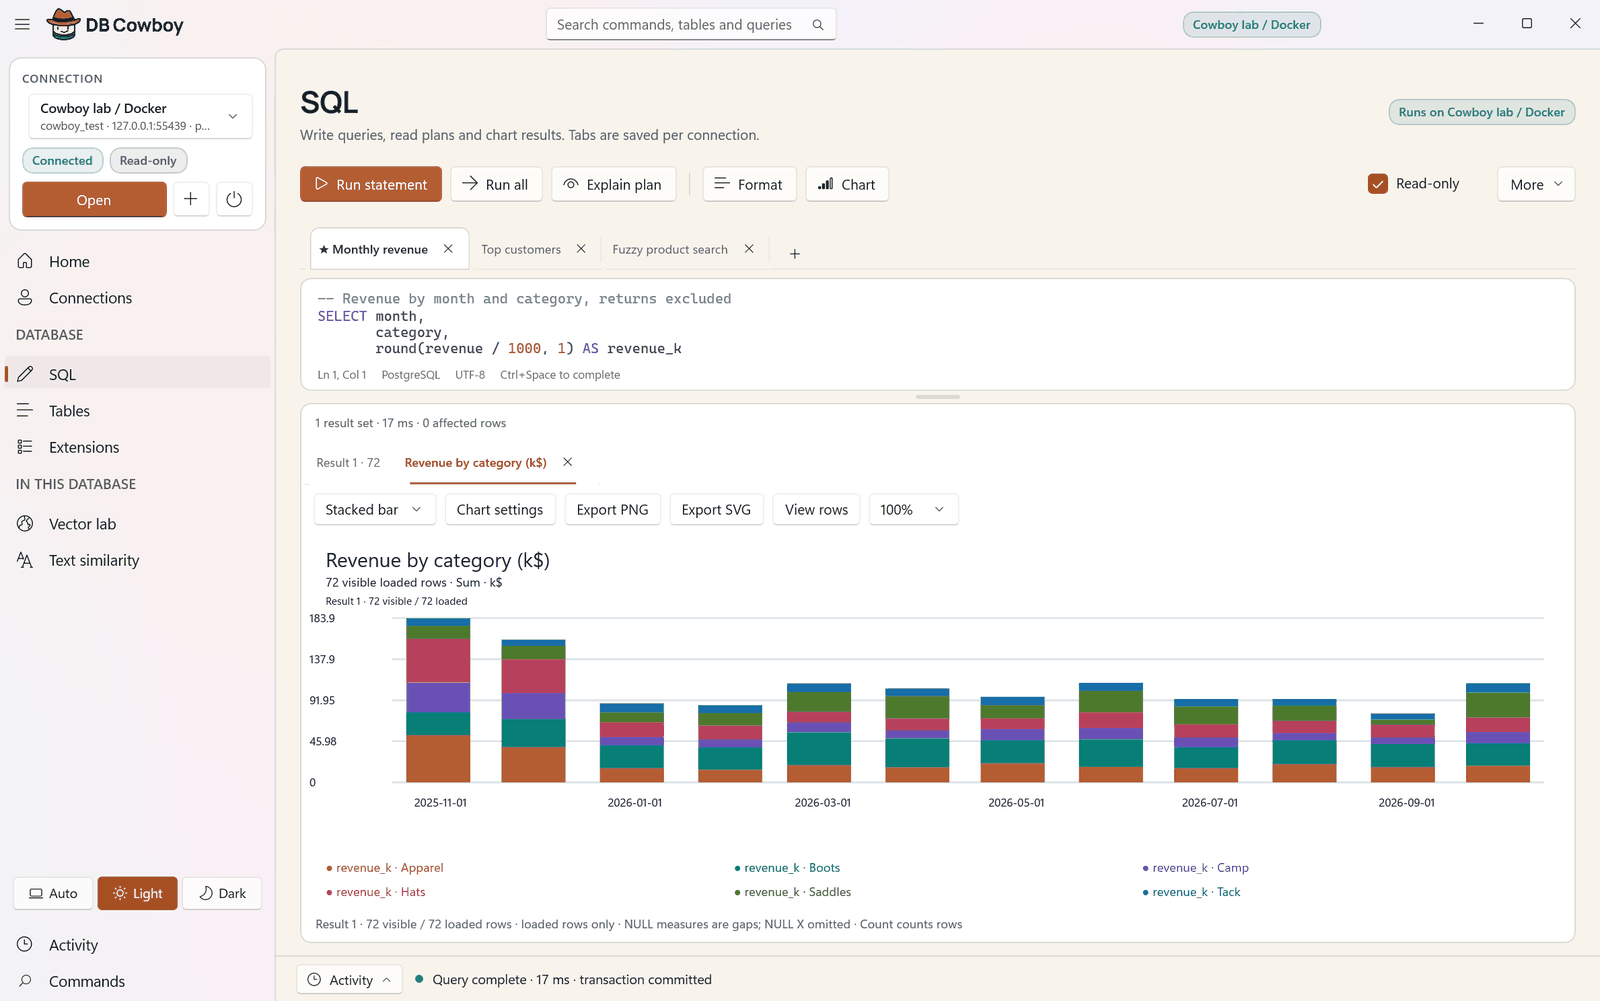 DB Cowboy
Search commands, tables and queries
Cowboy lab / Docker
CONNECTION
Cowboy lab / Docker
cowboy_test · 127.0.0.1:55439 · p...
Connected
Read-only
Open
Home
Connections
DATABASE
SQL
Tables
Extensions
IN THIS DATABASE
Vector lab
Text similarity
Auto
Light
Dark
Activity
Commands
SQL
Write queries, read plans and chart results. Tabs are saved per connection.
Runs on Cowboy lab / Docker
Run statement
Run all
Explain plan
Format
Chart
Read-only
More
★ Monthly revenue
Top customers
Fuzzy product search
-- Revenue by month and category, returns excluded
SELECT month,
category,
round(revenue / 1000, 1) AS revenue_k
Ln 1, Col 1 PostgreSQL UTF-8 Ctrl+Space to complete
1 result set · 17 ms · 0 affected rows
Result 1 · 72
Revenue by category (k$)
Stacked bar
Chart settings
Export PNG
Export SVG
View rows
100%
Revenue by category (k$)
72 visible loaded rows · Sum · k$
Result 1 · 72 visible / 72 loaded
183.9
137.9
91.95
45.98
0
2025-11-01 2026-01-01 2026-03-01 2026-05-01 2026-07-01 2026-09-01
revenue_k · Apparel
revenue_k · Boots
revenue_k · Camp
revenue_k · Hats
revenue_k · Saddles
revenue_k · Tack
Result 1 · 72 visible / 72 loaded rows · loaded rows only · NULL measures are gaps; NULL X omitted · Count counts rows
Activity
Query complete · 17 ms · transaction committed